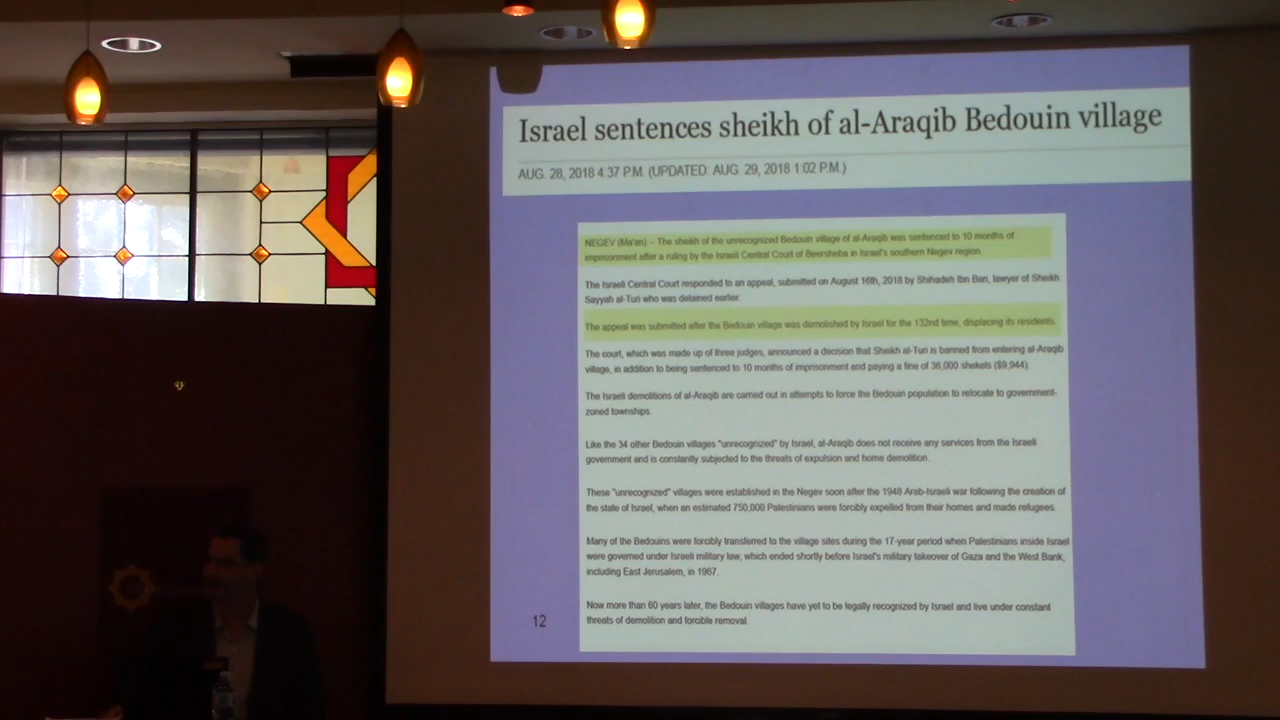 Israel sentences sheikh of al-Araqib Bedouin village
AUG. 28, 2018 4:37 P.M. (UPDATED: AUG. 29, 2018 1:02 P.M.)
NEGEV (Ma'an) -- The sheikh of the unrecognized Bedouin village of al-Araqib was sentenced to 10 months of
imprisonment after a ruling by the Israeli Central Court of Beersheba in Israel's southern Negev region.
The Israeli Central Court responded to an appeal, submitted on August 16th, 2018 by Shihadeh Ibn Bari, lawyer of Sheikh
Sayyah al-Turi who was detained earlier.
The appeal was submitted after the Bedouin village was demolished by Israel for the 132nd time, displacing its residents.
The court, which was made up of three judges, announced a decision that Sheikh al-Turi is banned from entering al-Araqib
village, in addition to being sentenced to 10 months of imprisonment and paying a fine of 36,000 shekels ($9,944).
The Israeli demolitions of al-Araqib are carried out in attempts to force the Bedouin population to relocate to government-
zoned townships.
Like the 34 other Bedouin villages "unrecognized" by Israel, al-Araqib does not receive any services from the Israeli
government and is constantly subjected to the threats of expulsion and home demolition.
These "unrecognized" villages were established in the Negev soon after the 1948 Arab-Israeli war following the creation of
the state of Israel, when an estimated 750,000 Palestinians were forcibly expelled from their homes and made refugees.
Many of the Bedouins were forcibly transferred to the village sites during the 17-year period when Palestinians inside Israel
were governed under Israeli military law, which ended shortly before Israel's military takeover of Gaza and the West Bank,
including East Jerusalem, in 1967.
Now more than 60 years later, the Bedouin villages have yet to be legally recognized by Israel and live under constant
threats of demolition and forcible removal.
12